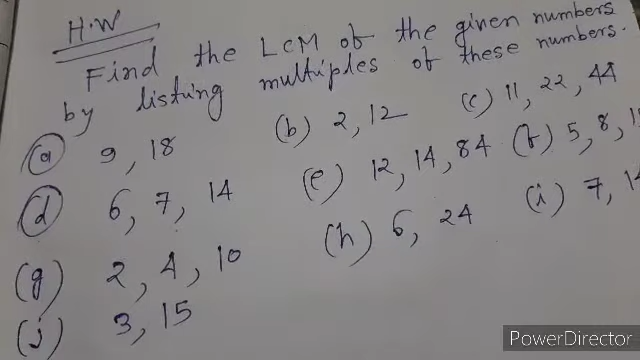 H.W
Find the LCM of the given numbers
by listing multiples of these numbers.
(a) 9, 18 (b) 2, 12 (c) 11, 22, 44
(d) 6, 7, 14 (e) 12, 14, 84 (f) 5, 8,
(g) 2, 4, 10 (h) 6, 24 (i) 7,
(j) 3, 15
PowerDirector